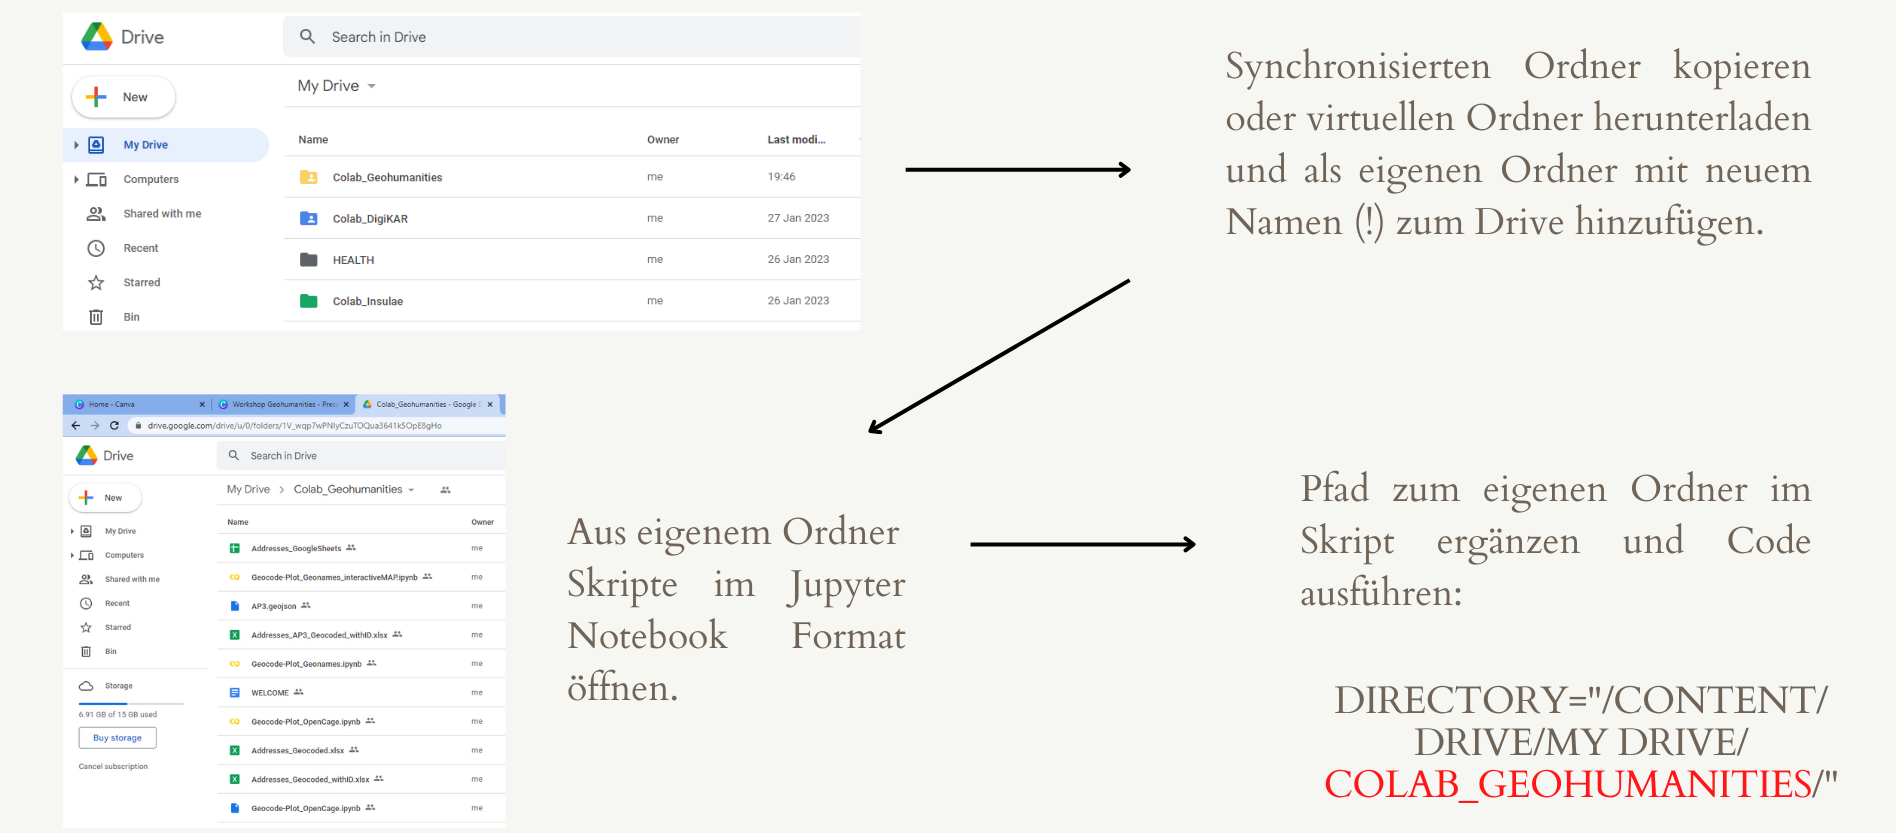 Drive
Search in Drive
New
My Drive
Name Owner Last modi...
My Drive
Computers
Shared with me
Recent
Starred
Bin
Colab_Geohumanities me 19:46
Colab_DigiKAR me 27 Jan 2023
HEALTH me 26 Jan 2023
Colab_Insulae me 26 Jan 2023
Synchronisierten Ordner kopieren
oder virtuellen Ordner herunterladen
und als eigenen Ordner mit neuem
Namen (!) zum Drive hinzufügen.
Home - Canva
Workshop Geohumanities - Pres
Colab_Geohumanities - Google
Drive
Search in Drive
New
My Drive
Computers
Shared with me
Recent
Starred
Bin
Storage
6.91 GB of 15 GB used
Buy storage
Cancel subscription
My Drive > Colab_Geohumanities
Name Owner
Addresses_GoogleSheets me
Geocode-Plot_Geonames_interactiveMAP.ipynb me
AP3.geojson me
Addresses_AP3_Geocoded_withID.xlsx me
Geocode-Plot_Geonames.ipynb me
WELCOME me
Geocode-Plot_OpenCage.ipynb me
Addresses_Geocoded.xlsx me
Addresses_Geocoded_withID.xlsx me
Geocode-Plot_OpenCage.ipynb me
Aus eigenem Ordner
Skripte im Jupyter
Notebook Format
öffnen.
Pfad zum eigenen Ordner im
Skript ergänzen und Code
ausführen:
DIRECTORY="/CONTENT/
DRIVE/MY DRIVE/
COLAB_GEOHUMANITIES/"